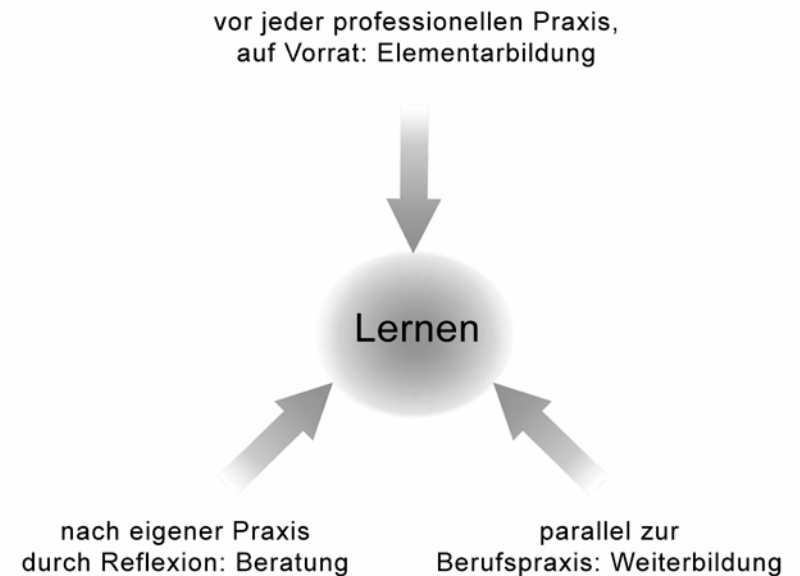 vor jeder professionellen Praxis,
auf Vorrat: Elementarbildung
Lernen
nach eigener Praxis
durch Reflexion: Beratung
parallel zur
Berufspraxis: Weiterbildung